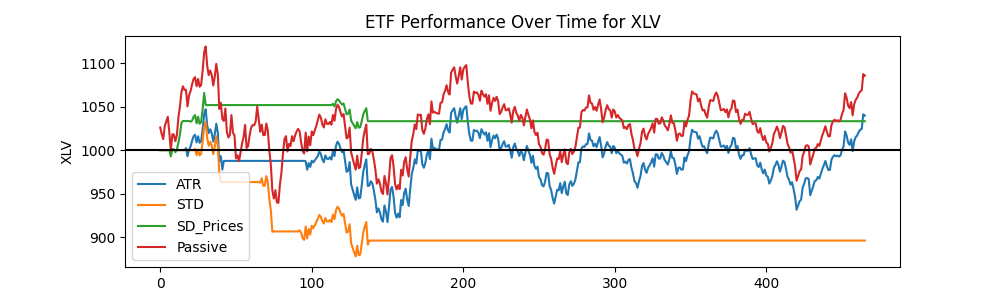 ETF Performance Over Time for XLV
XLV
1100
1050
1000
950
900
ATR
STD
SD_Prices
Passive
0
100
200
300
400